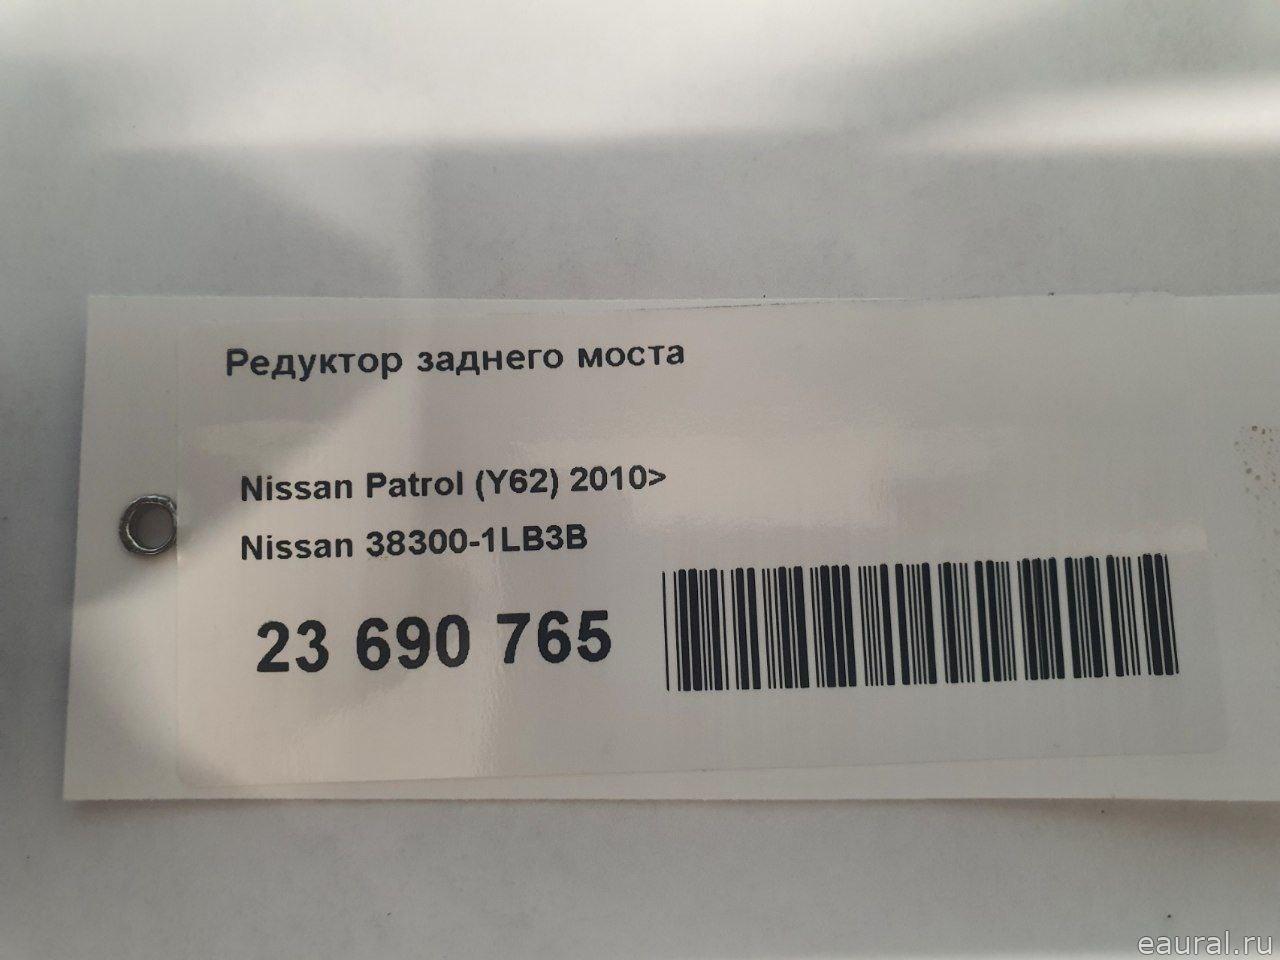 Редуктор заднего моста
Nissan Patrol (Y62) 2010>
Nissan 38300-1LB3B
23 690 765
eaural.ru